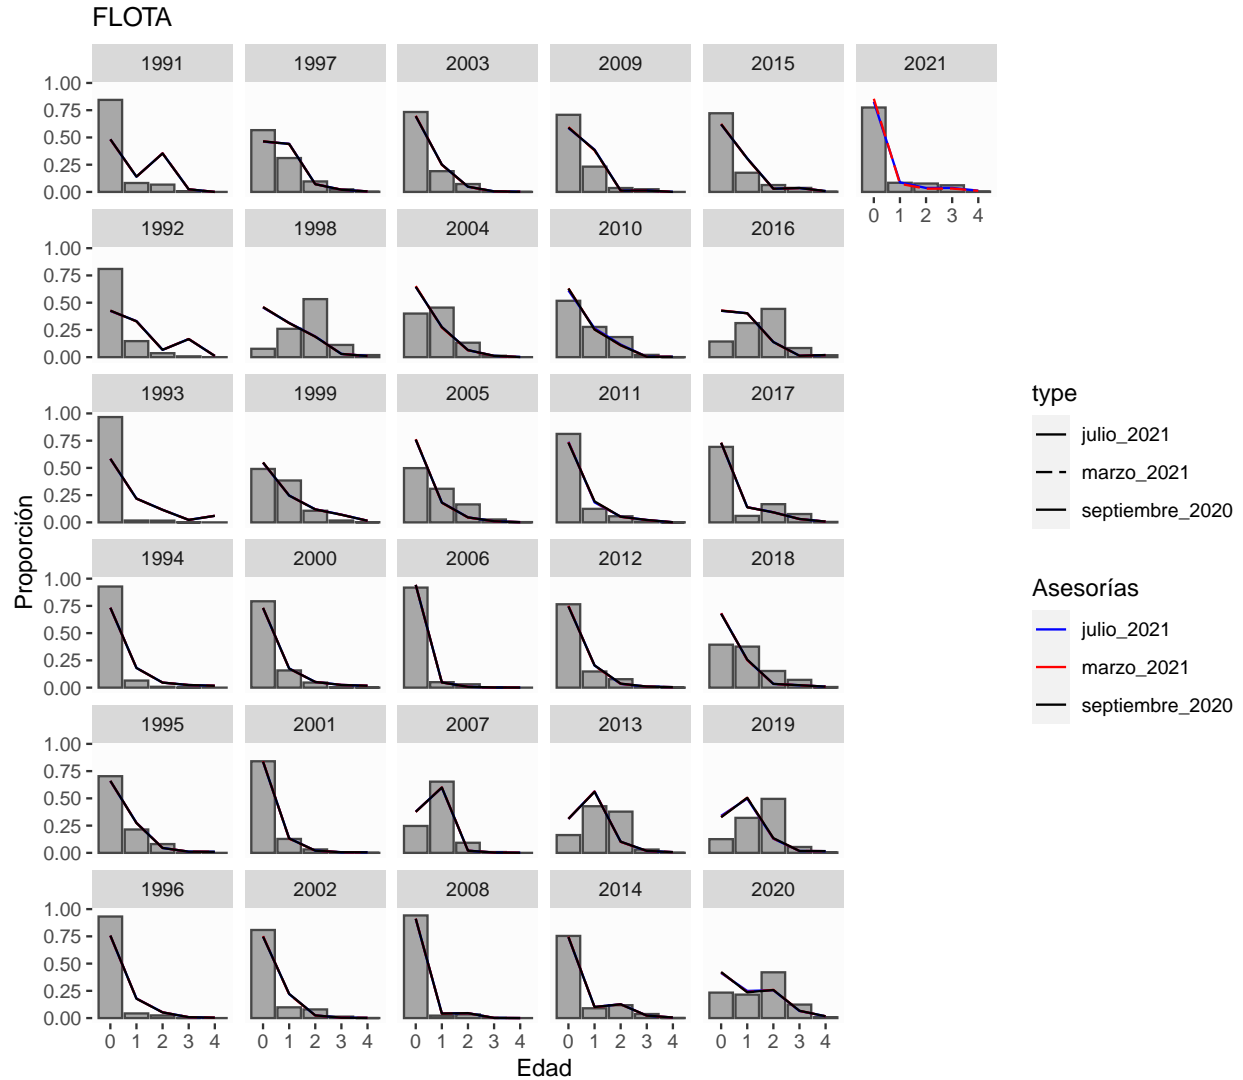 FLOTA
1991 1997 2003 2009 2015 2021
1.00
0.75
0.50
0.25
0.00
0 1 2 3 4
1992 1998 2004 2010 2016
1.00
0.75
0.50
0.25
0.00
1993 1999 2005 2011 2017
1.00
0.75
0.50
0.25
0.00
1994 2000 2006 2012 2018
1.00
0.75
0.50
0.25
0.00
1995 2001 2007 2013 2019
1.00
0.75
0.50
0.25
0.00
1996 2002 2008 2014 2020
1.00
0.75
0.50
0.25
0.00
0 1 2 3 4 0 1 2 3 4 0 1 2 3 4 0 1 2 3 4 0 1 2 3 4
Edad
Proporción
type
julio_2021
marzo_2021
septiembre_2020
Asesorías
julio_2021
marzo_2021
septiembre_2020